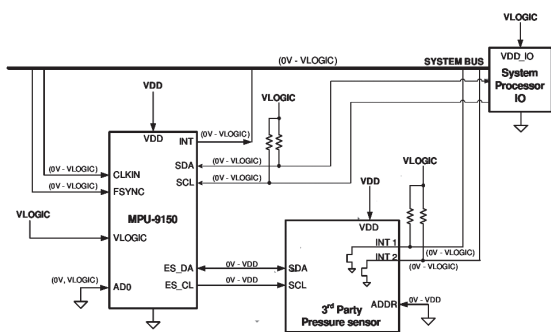 VLOGIC
(0V - VLOGIC)
SYSTEM BUS
VDD_IO
System
Processor
IO
VDD
VLOGIC
VDD
INT
(0V - VLOGIC)
(0V - VLOGIC)
SDA
(0V - VLOGIC)
CLKIN
SCL
(0V - VLOGIC)
(0V - VLOGIC)
FSYNC
VDD
VLOGIC
MPU-9150
VLOGIC
VLOGIC
VDD
INT 1
(0V - VLOGIC)
INT 2
(0V - VLOGIC)
ES_DA
0V - VDD
SDA
(0V, VLOGIC)
AD0
ES_CL
0V - VDD
SCL
3rd Party
Pressure sensor
ADDR
0V - VDD